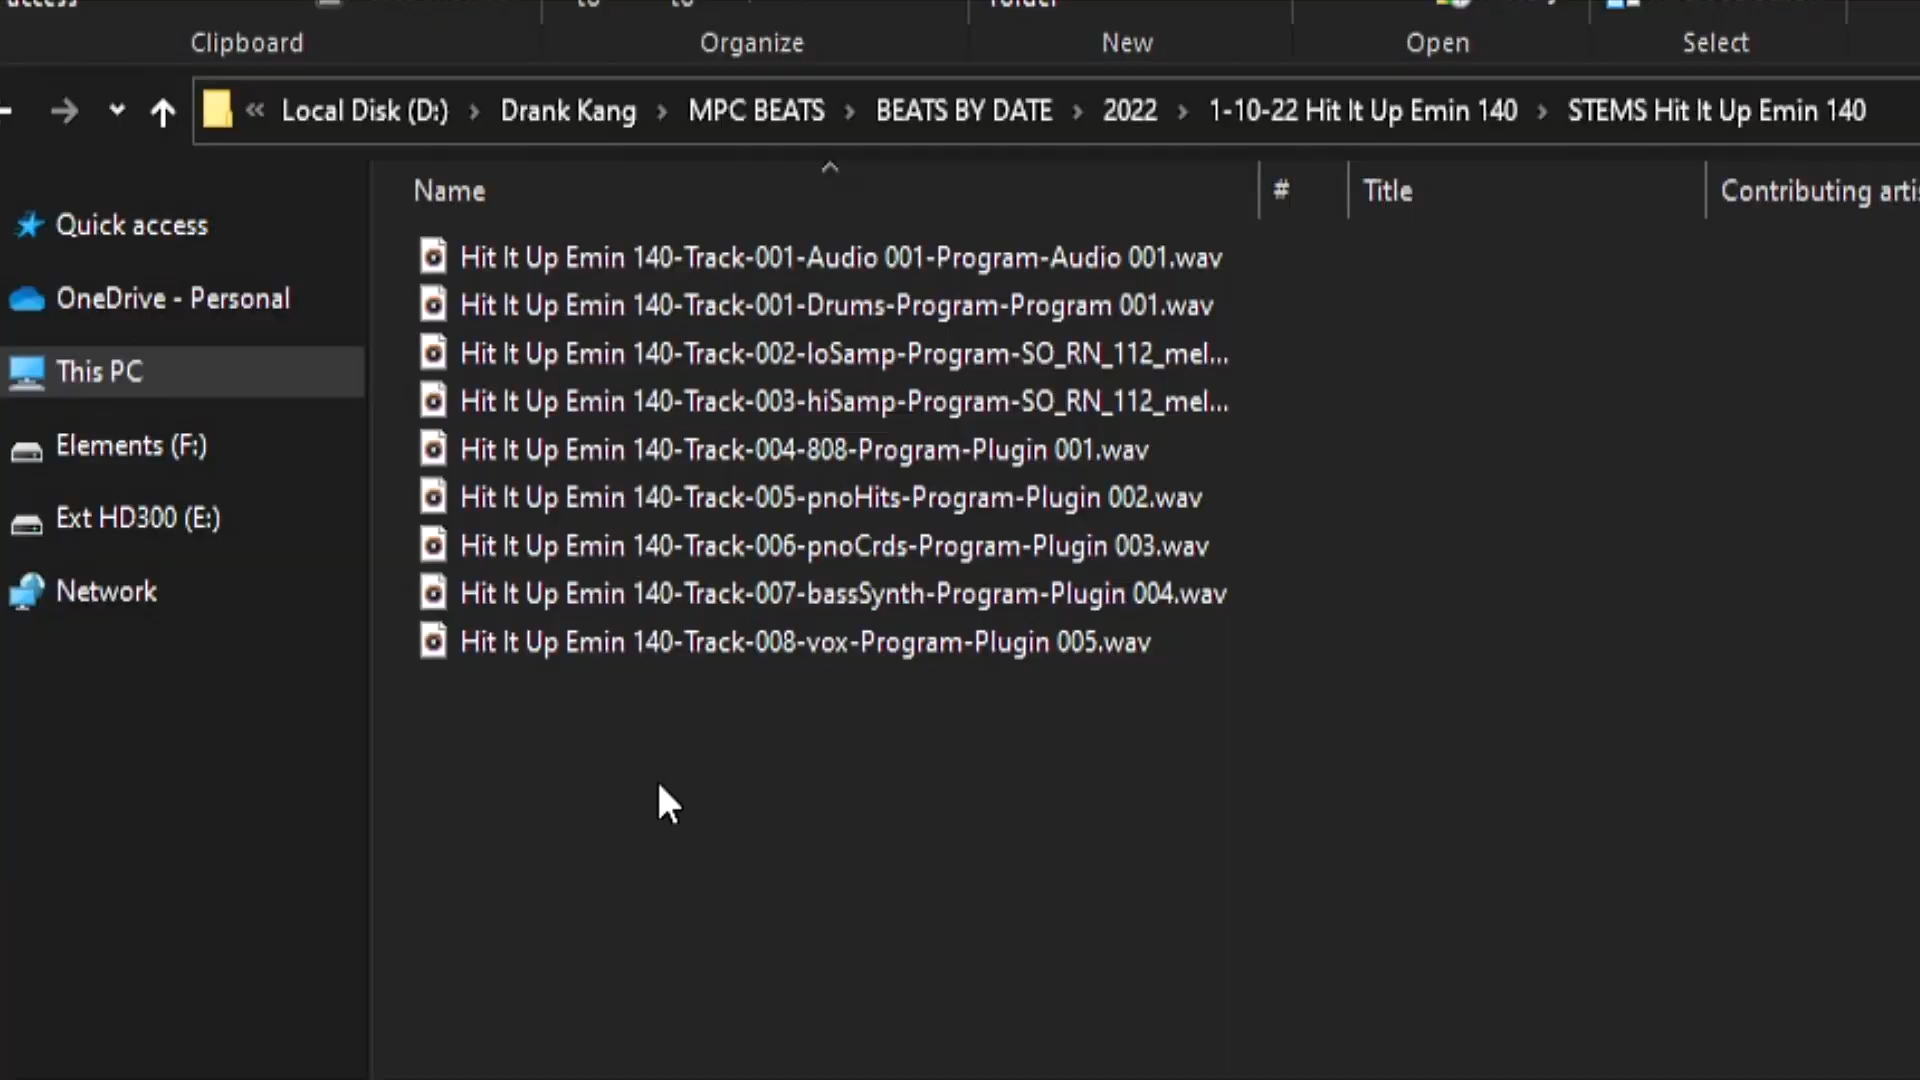 Clipboard
Organize
New
Open
Select
« Local Disk (D:) › Drank Kang › MPC BEATS › BEATS BY DATE › 2022 › 1-10-22 Hit It Up Emin 140 › STEMS Hit It Up Emin 140
Name
#
Title
Contributing artis
Quick access
OneDrive - Personal
This PC
Elements (F:)
Ext HD300 (E:)
Network
Hit It Up Emin 140-Track-001-Audio 001-Program-Audio 001.wav
Hit It Up Emin 140-Track-001-Drums-Program-Program 001.wav
Hit It Up Emin 140-Track-002-loSamp-Program-SO_RN_112_mel...
Hit It Up Emin 140-Track-003-hiSamp-Program-SO_RN_112_mel...
Hit It Up Emin 140-Track-004-808-Program-Plugin 001.wav
Hit It Up Emin 140-Track-005-pnoHits-Program-Plugin 002.wav
Hit It Up Emin 140-Track-006-pnoCrds-Program-Plugin 003.wav
Hit It Up Emin 140-Track-007-bassSynth-Program-Plugin 004.wav
Hit It Up Emin 140-Track-008-vox-Program-Plugin 005.wav